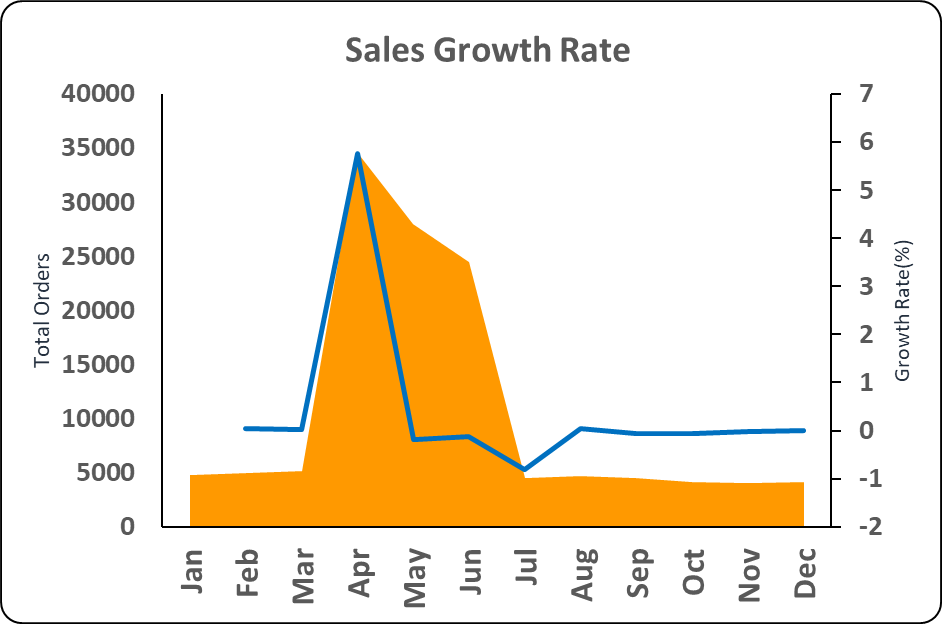 Sales Growth Rate
40000
35000
30000
25000
20000
15000
10000
5000
0
Total Orders
7
6
5
4
3
2
1
0
-1
-2
Growth Rate(%)
Jan
Feb
Mar
Apr
May
Jun
Jul
Aug
Sep
Oct
Nov
Dec